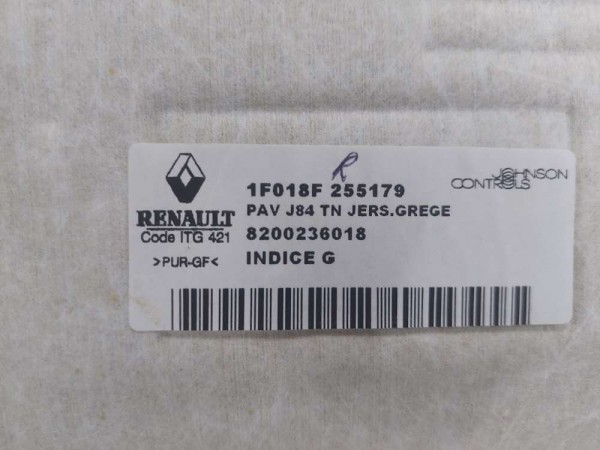 R
1F018F 255179
PAV J84 TN JERS.GREGE
8200236018
INDICE G
RENAULT
Code ITG 421
>PUR-GF<
JOHNSON
CONTROLS